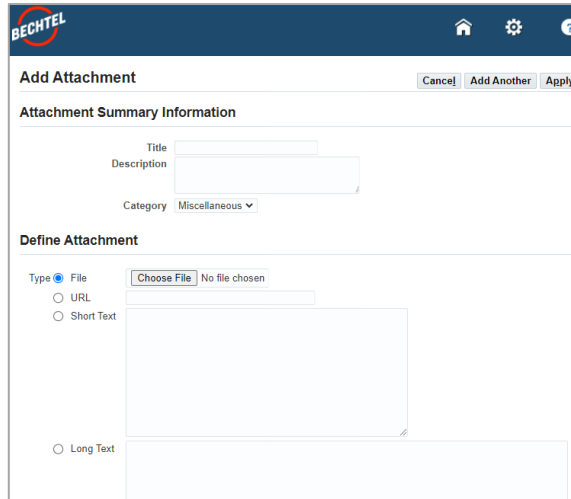 BECHTEL
?
Add Attachment
Cancel Add Another Apply
Attachment Summary Information
Title
Description
Category Miscellaneous
Define Attachment
Type File Choose File No file chosen
URL
Short Text
Long Text